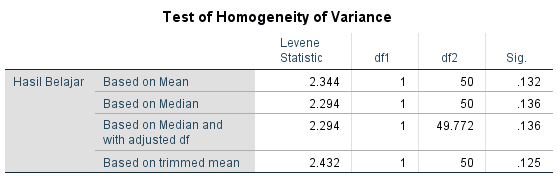 Test of Homogeneity of Variance
Levene
Statistic df1 df2 Sig.
Hasil Belajar Based on Mean 2.344 1 50 .132
Based on Median 2.294 1 50 .136
Based on Median and
with adjusted df 2.294 1 49.772 .136
Based on trimmed mean 2.432 1 50 .125